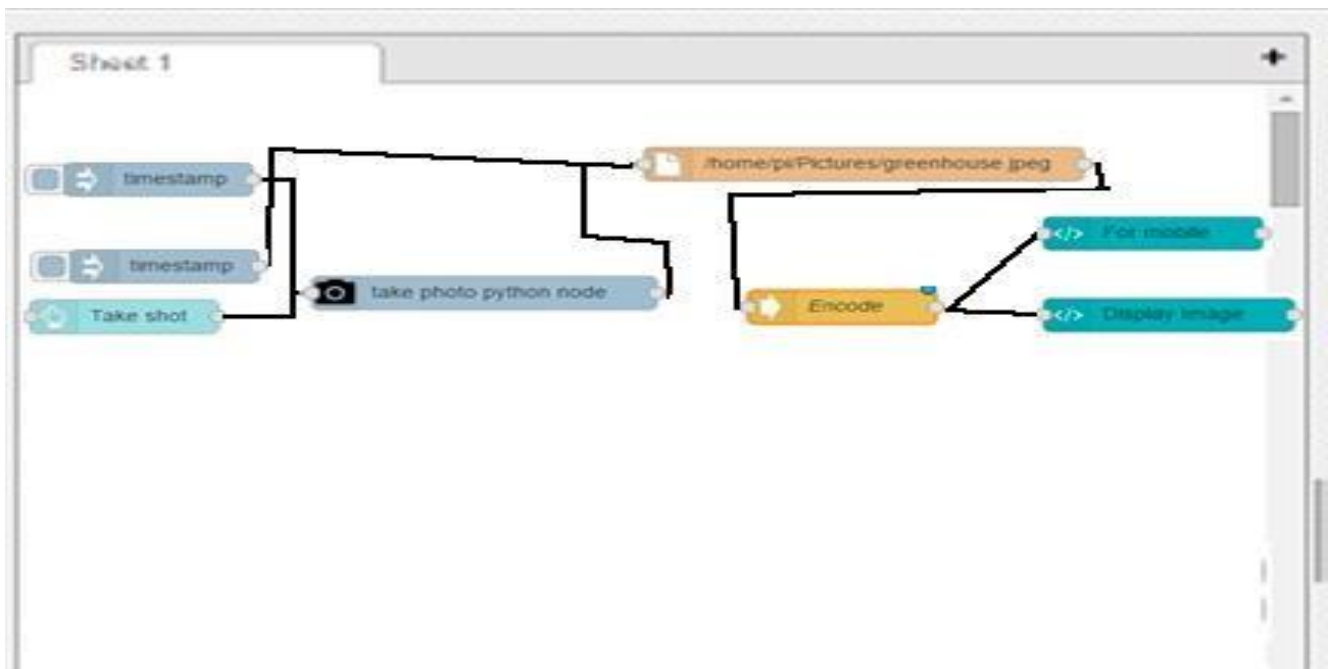 Sheet 1
timestamp
/home/pi/Pictures/greenhouse.jpeg
For mobile
timestamp
take photo python node
Take shot
Encode
Display Image